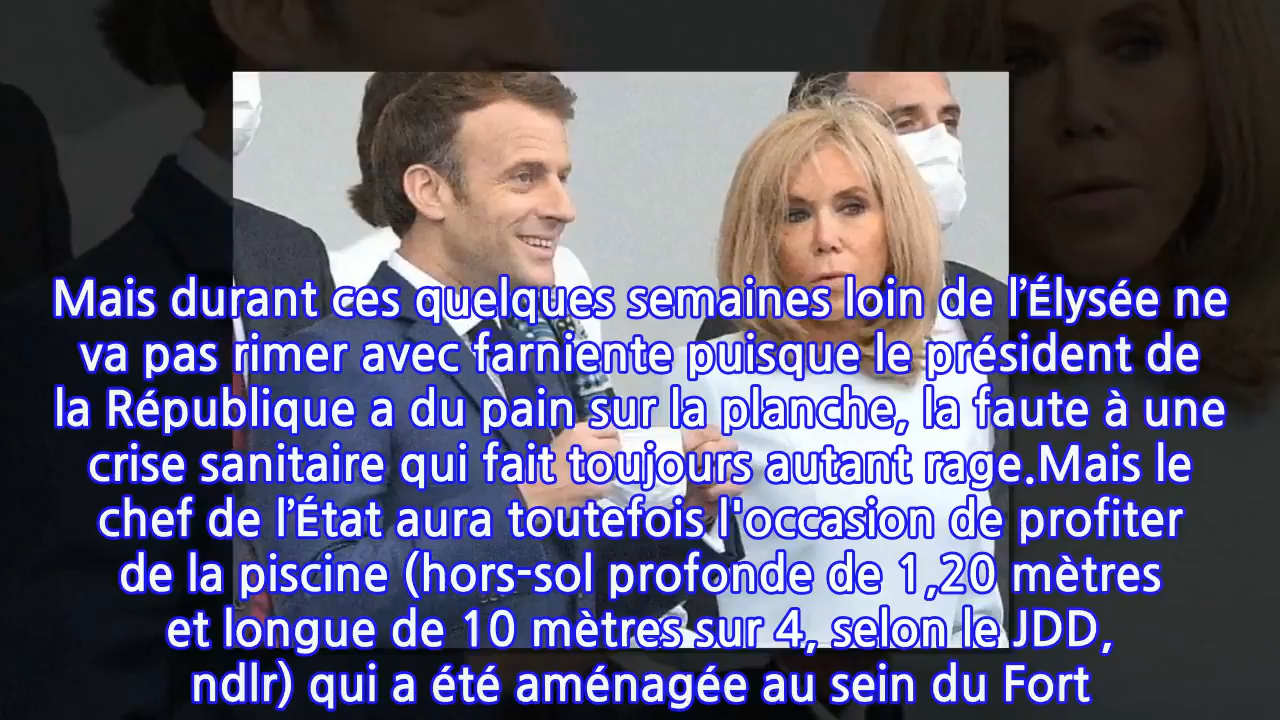 Mais durant ces quelques semaines loin de l’Élysée ne
va pas rimer avec farniente puisque le président de
la République a du pain sur la planche, la faute à une
crise sanitaire qui fait toujours autant rage.Mais le
chef de l’État aura toutefois l'occasion de profiter
de la piscine (hors-sol profonde de 1,20 mètres
et longue de 10 mètres sur 4, selon le JDD,
ndlr) qui a été aménagée au sein du Fort